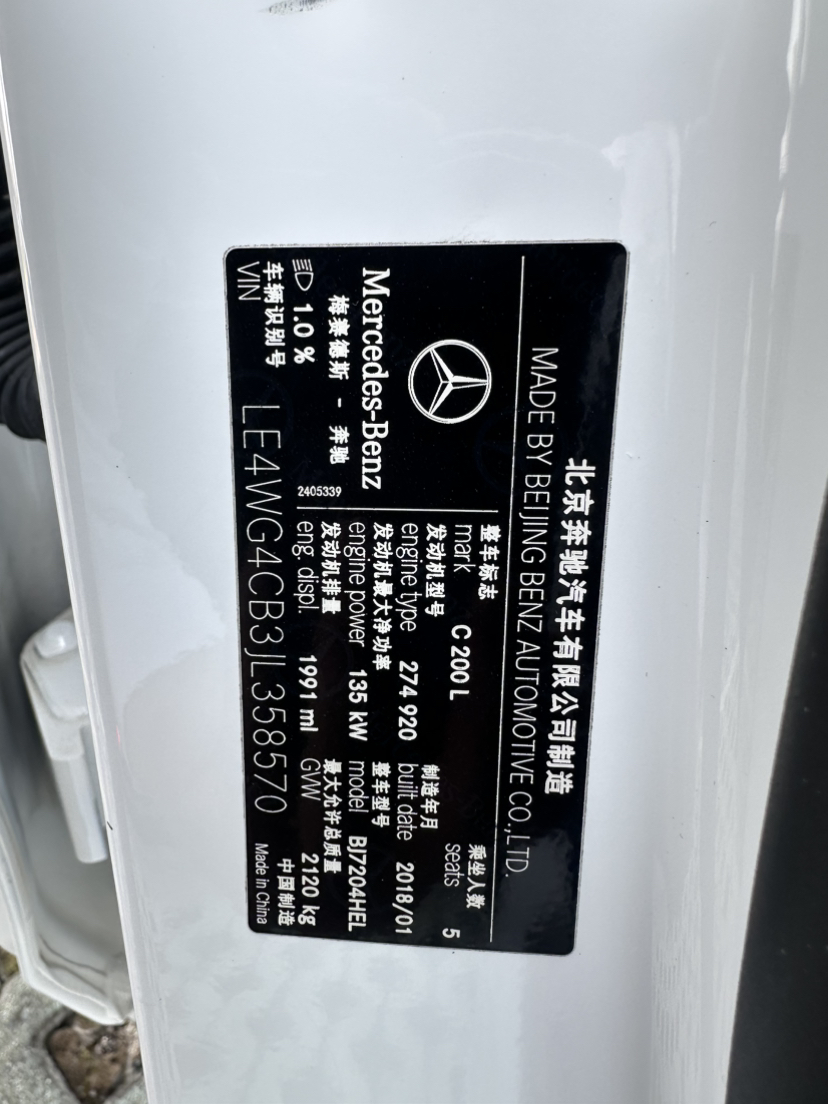 北京奔驰汽车有限公司制造
MADE BY BEIJING BENZ AUTOMOTIVE CO.,LTD.
Mercedes-Benz
梅赛德斯 - 奔驰
1.0 %
2405339
整车标志
mark C 200 L
乘坐人数
seats 5
发动机型号
engine type 274 920
制造年月
built date 2018/01
发动机最大净功率
engine power 135 kW
整车型号
model BJ7204HEL
发动机排量
eng. displ. 1991 ml
最大允许总质量
GVW 2120 kg
车辆识别号
VIN LE4WG4CB3JL358570
中国制造
Made in China